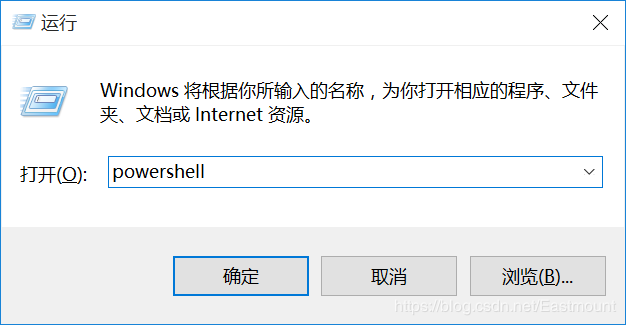 运行
Windows 将根据你所输入的名称，为你打开相应的程序、文件
夹、文档或 Internet 资源。
打开(O): powershell
确定 取消 浏览(B)...
https://blog.csdn.net/Eastmount